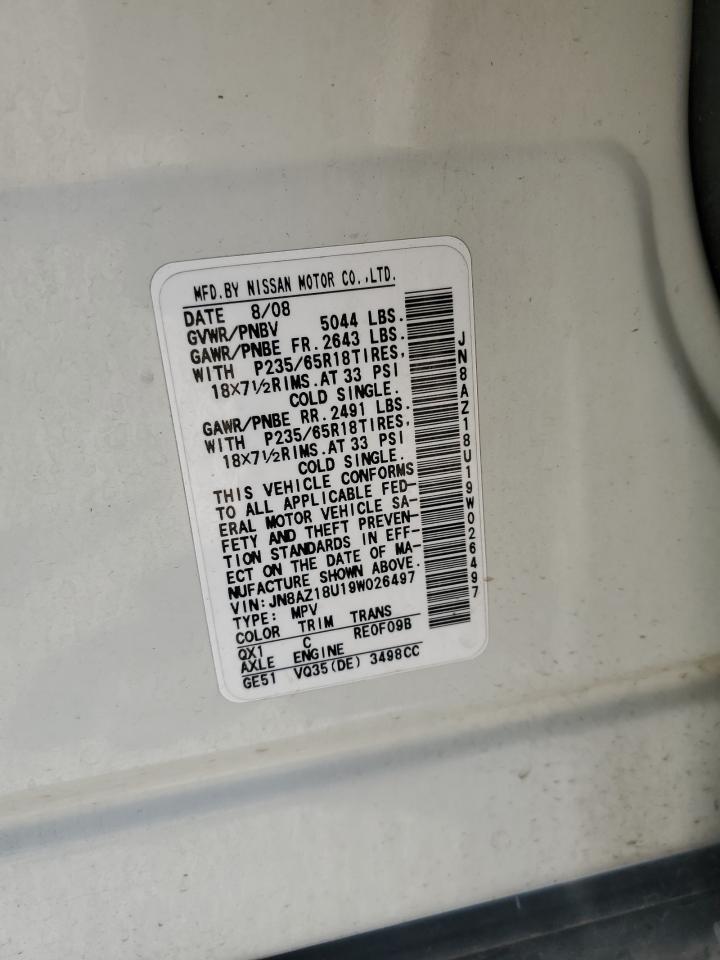 MFD.BY NISSAN MOTOR CO.,LTD.
DATE 8/08
GVWR/PNBV 5044 LBS.
GAWR/PNBE FR.2643 LBS.
WITH P235/65R18TIRES,
18X7½RIMS.AT 33 PSI
COLD SINGLE.
GAWR/PNBE RR.2491 LBS.
WITH P235/65R18TIRES,
18X7½RIMS.AT 33 PSI
COLD SINGLE.
THIS VEHICLE CONFORMS
TO ALL APPLICABLE FED-
ERAL MOTOR VEHICLE SA-
FETY AND THEFT PREVEN-
TION STANDARDS IN EFF-
ECT ON THE DATE OF MA-
NUFACTURE SHOWN ABOVE.
VIN:JN8AZ18U19W026497
TYPE: MPV
COLOR TRIM TRANS
QX1 C RE0F09B
AXLE ENGINE
GE51 VQ35(DE) 3498CC
JN8AZ18U19W026497